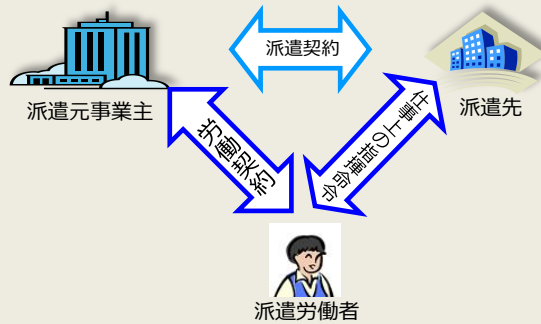 派遣契約
派遣元事業主
派遣先
労働契約
仕事上の指揮命令
派遣労働者